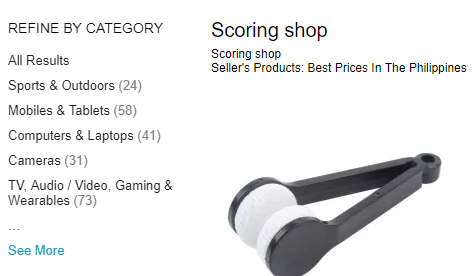 REFINE BY CATEGORY
All Results
Sports & Outdoors (24)
Mobiles & Tablets (58)
Computers & Laptops (41)
Cameras (31)
TV, Audio / Video, Gaming &
Wearables (73)
...
See More
Scoring shop
Scoring shop
Seller's Products: Best Prices In The Philippines